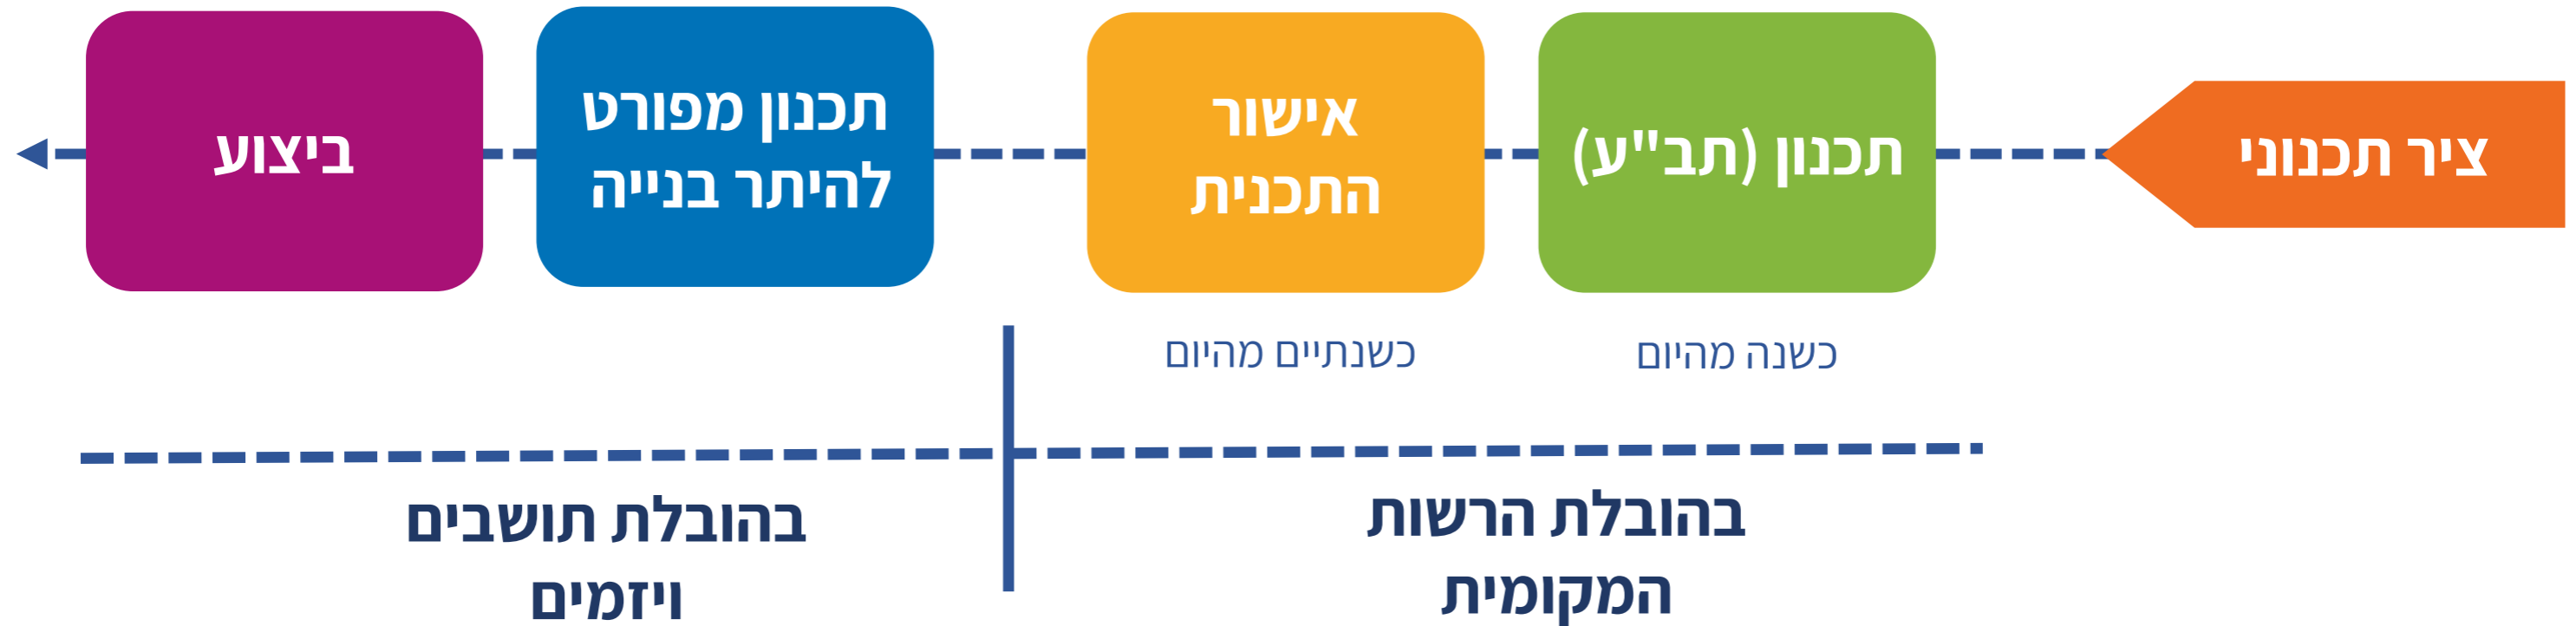 ציר תכנוני
תכנון (תב"ע)
אישור
התכנית
תכנון מפורט
להיתר בנייה
ביצוע
כשנה מהיום
כשנתיים מהיום
בהובלת הרשות
המקומית
בהובלת תושבים
ויזמים